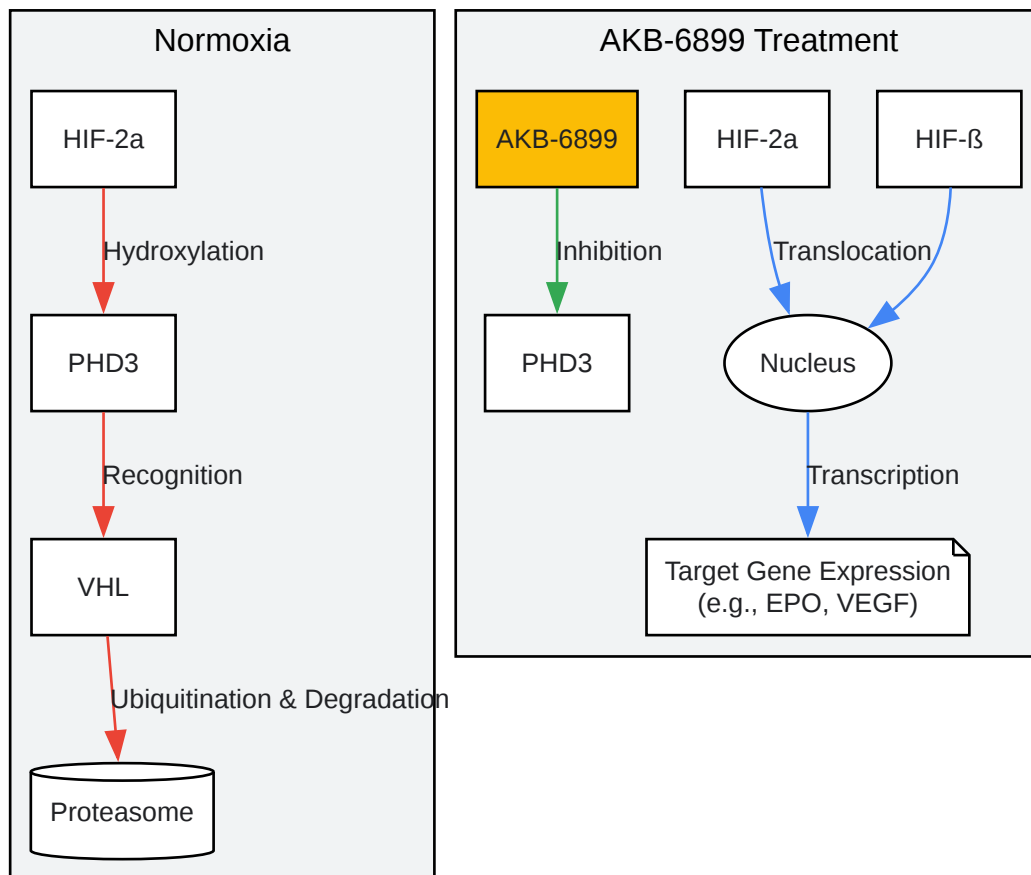 Normoxia
HIF-2a
Hydroxylation
PHD3
Recognition
VHL
Ubiquitination & Degradation
Proteasome
AKB-6899 Treatment
AKB-6899
HIF-2a
HIF-ß
Inhibition
Translocation
PHD3
Nucleus
Transcription
Target Gene Expression
(e.g., EPO, VEGF)